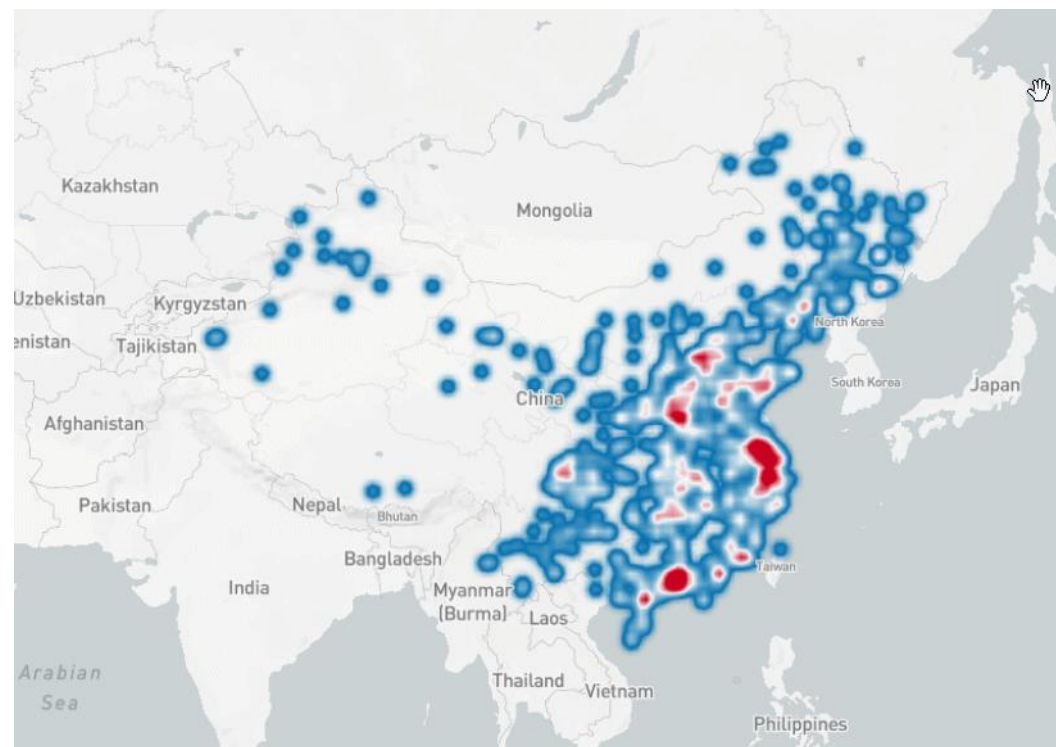 Kazakhstan
Mongolia
Uzbekistan
Kyrgyzstan
North Korea
enistan
Tajikistan
South Korea
Japan
China
Afghanistan
Pakistan
Nepal
Bhutan
Bangladesh
Taiwan
India
Myanmar
(Burma)
Laos
Arabian
Sea
Thailand
Vietnam
Philippines